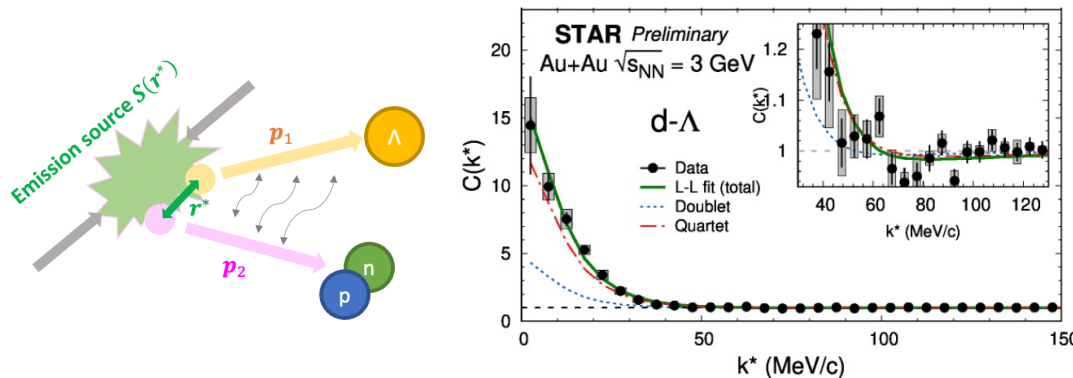 Emission source S(r*)
p₁
Λ
r*
p₂
n
p
STAR Preliminary
Au+Au √sNN = 3 GeV
d-Λ
Data
L-L fit (total)
Doublet
Quartet
C(k*)
20
15
10
5
0
0 50 100 150
k* (MeV/c)
C(k*)
1.2
1.1
1
40 60 80 100 120
k* (MeV/c)